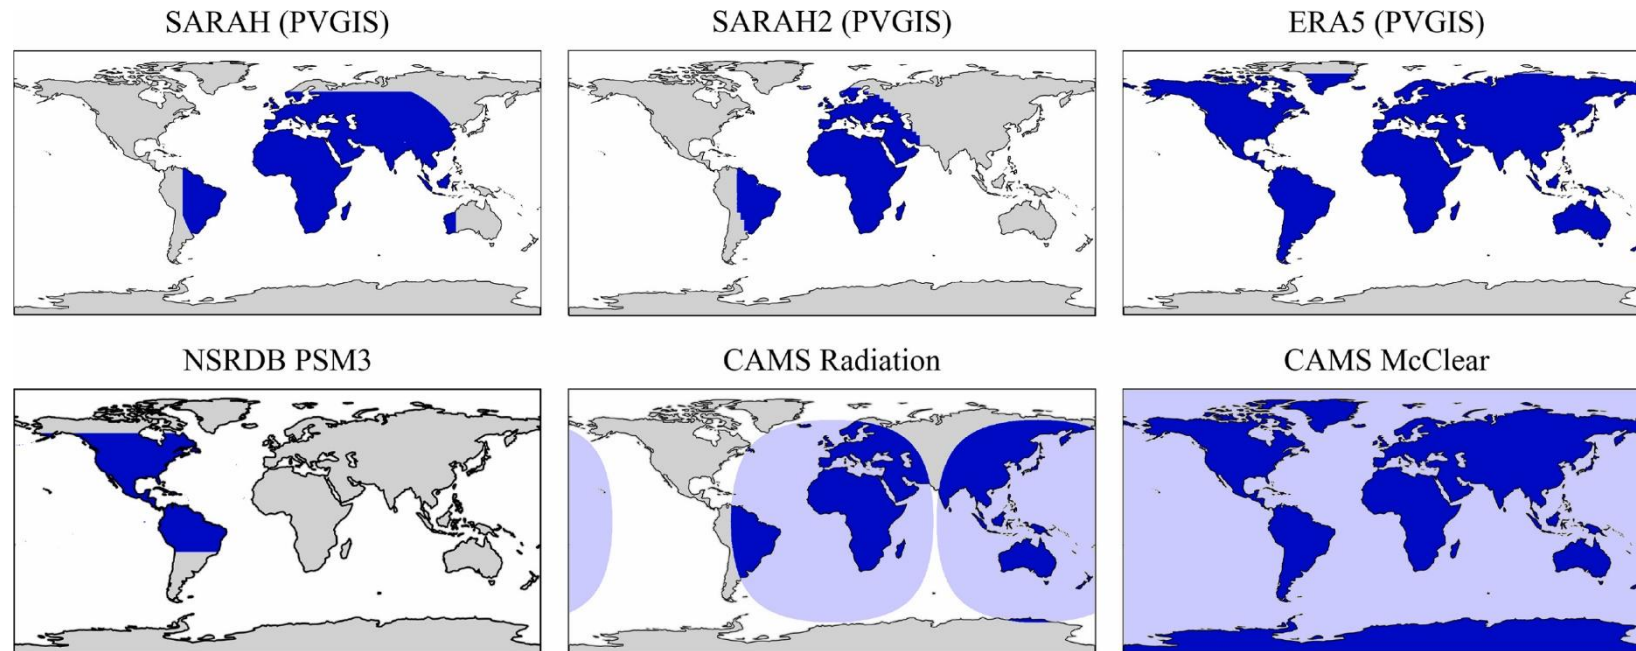 SARAH (PVGIS)
SARAH2 (PVGIS)
ERA5 (PVGIS)
NSRDB PSM3
CAMS Radiation
CAMS McClear